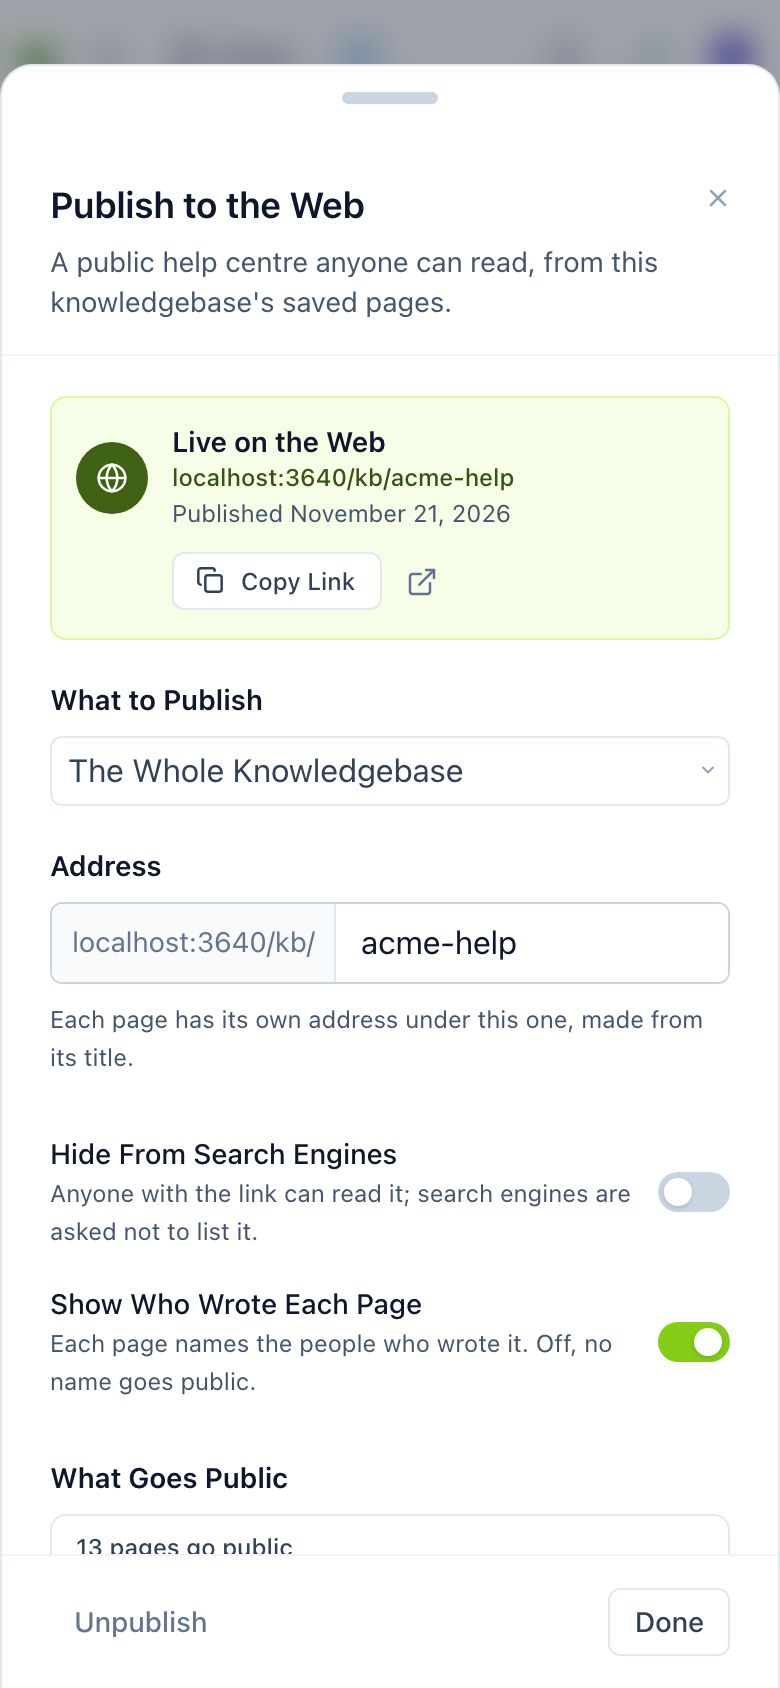 Publish to the Web
A public help centre anyone can read, from this
knowledgebase's saved pages.
Live on the Web
localhost:3640/kb/acme-help
Published November 21, 2026
Copy Link
What to Publish
The Whole Knowledgebase
Address
localhost:3640/kb/ acme-help
Each page has its own address under this one, made from
its title.
Hide From Search Engines
Anyone with the link can read it; search engines are
asked not to list it.
Show Who Wrote Each Page
Each page names the people who wrote it. Off, no
name goes public.
What Goes Public
13 pages go public
Unpublish Done